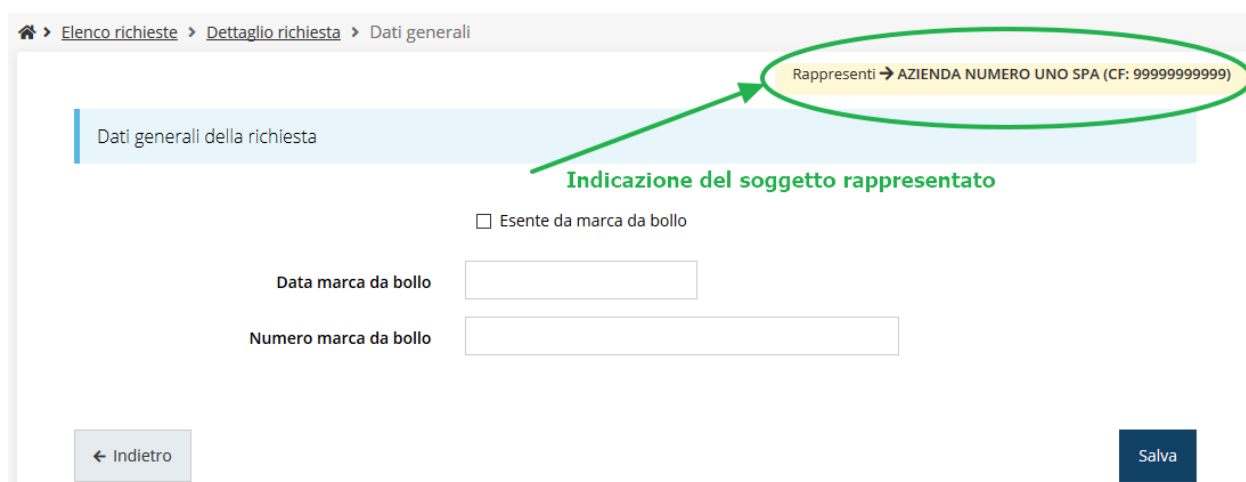 Elenco richieste > Dettaglio richiesta > Dati generali
Rappresenti → AZIENDA NUMERO UNO SPA (CF: 99999999999)
Dati generali della richiesta
Indicazione del soggetto rappresentato
Esente da marca da bollo
Data marca da bollo
Numero marca da bollo
← Indietro
Salva